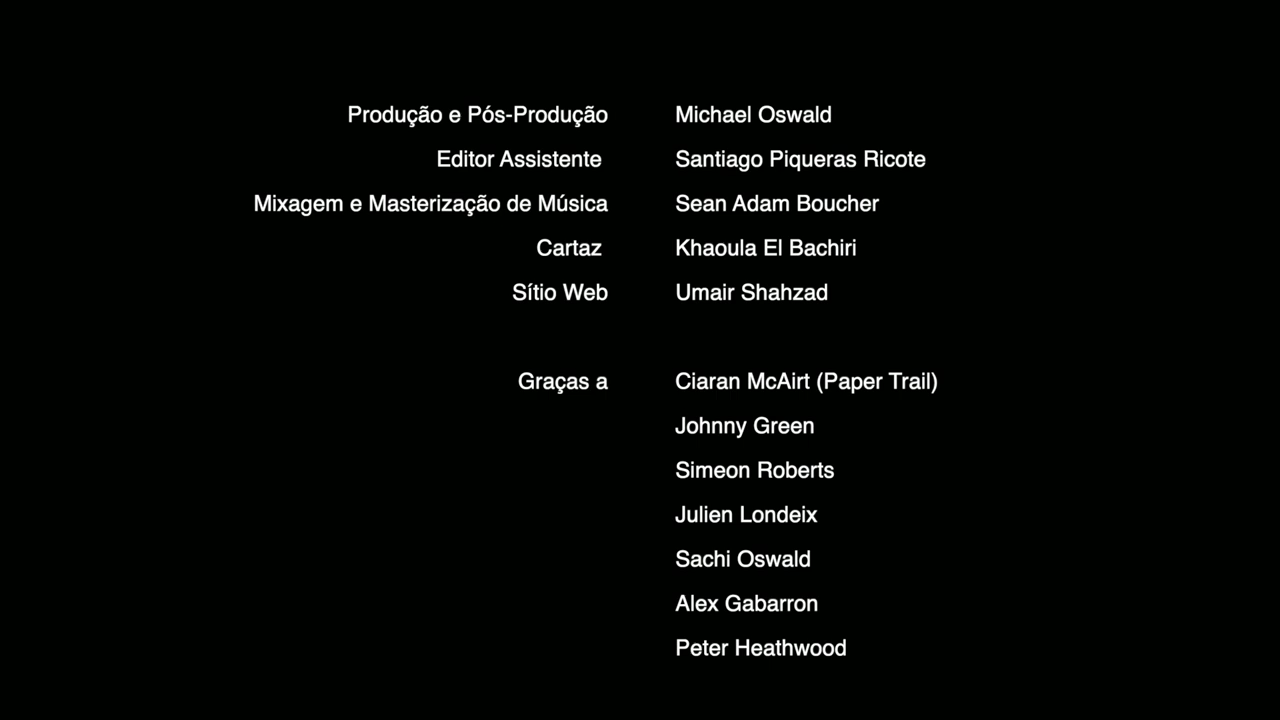 Produção e Pós-Produção Michael Oswald
Editor Assistente Santiago Piqueras Ricote
Mixagem e Masterização de Música Sean Adam Boucher
Cartaz Khaoula El Bachiri
Sítio Web Umair Shahzad
Graças a Ciaran McAirt (Paper Trail)
Johnny Green
Simeon Roberts
Julien Londeix
Sachi Oswald
Alex Gabarron
Peter Heathwood